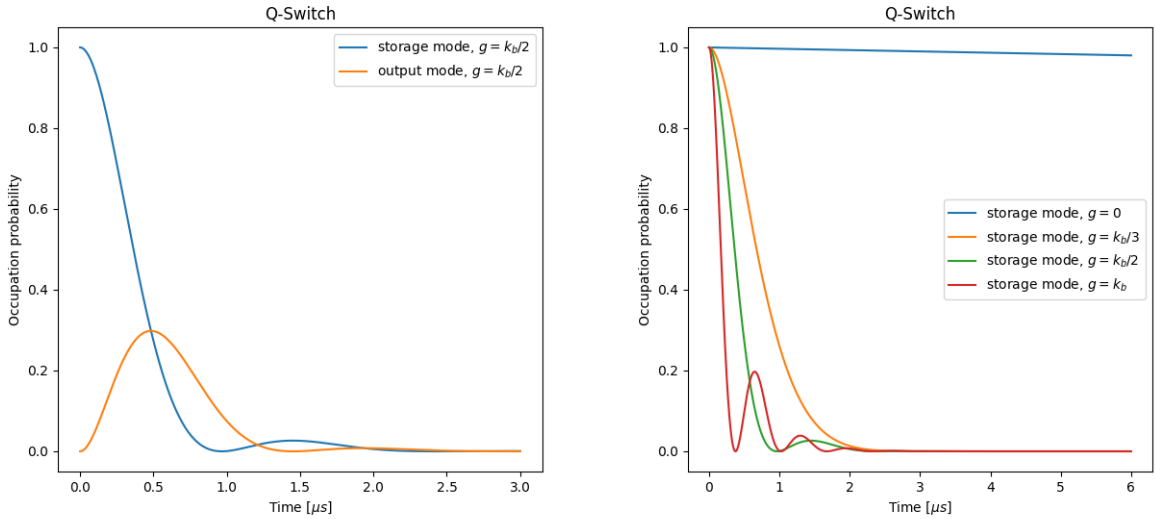 Q-Switch
1.0
0.8
0.6
0.4
0.2
0.0
Occupation probability
storage mode, $g = k_b/2$
output mode, $g = k_b/2$
0.0 0.5 1.0 1.5 2.0 2.5 3.0
Time [$\mu s$]
Q-Switch
1.0
0.8
0.6
0.4
0.2
0.0
Occupation probability
storage mode, $g = 0$
storage mode, $g = k_b/3$
storage mode, $g = k_b/2$
storage mode, $g = k_b$
0 1 2 3 4 5 6
Time [$\mu s$]